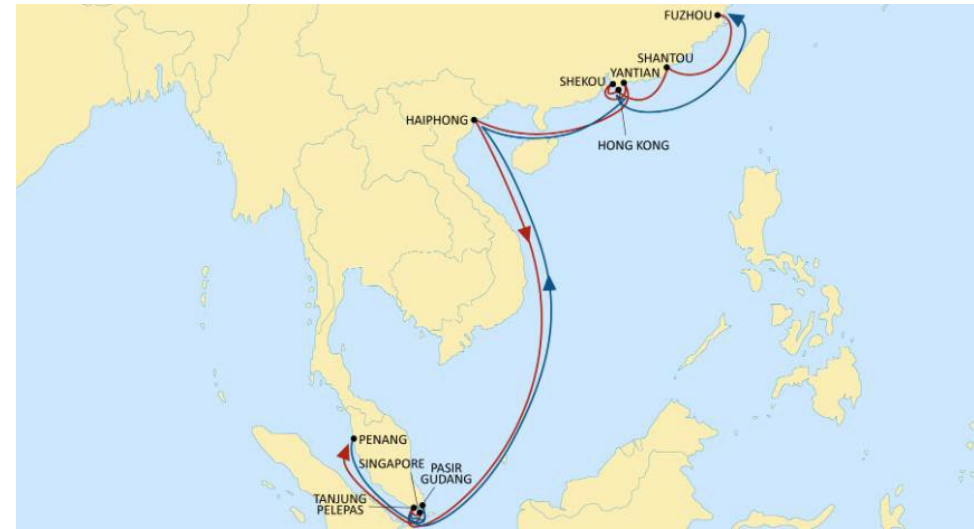 FUZHOU
SHANTOU
YANTIAN
SHEKOU
HAIPHONG
HONG KONG
PENANG
SINGAPORE
PASIR
GUDANG
TANJUNG
PELEPAS